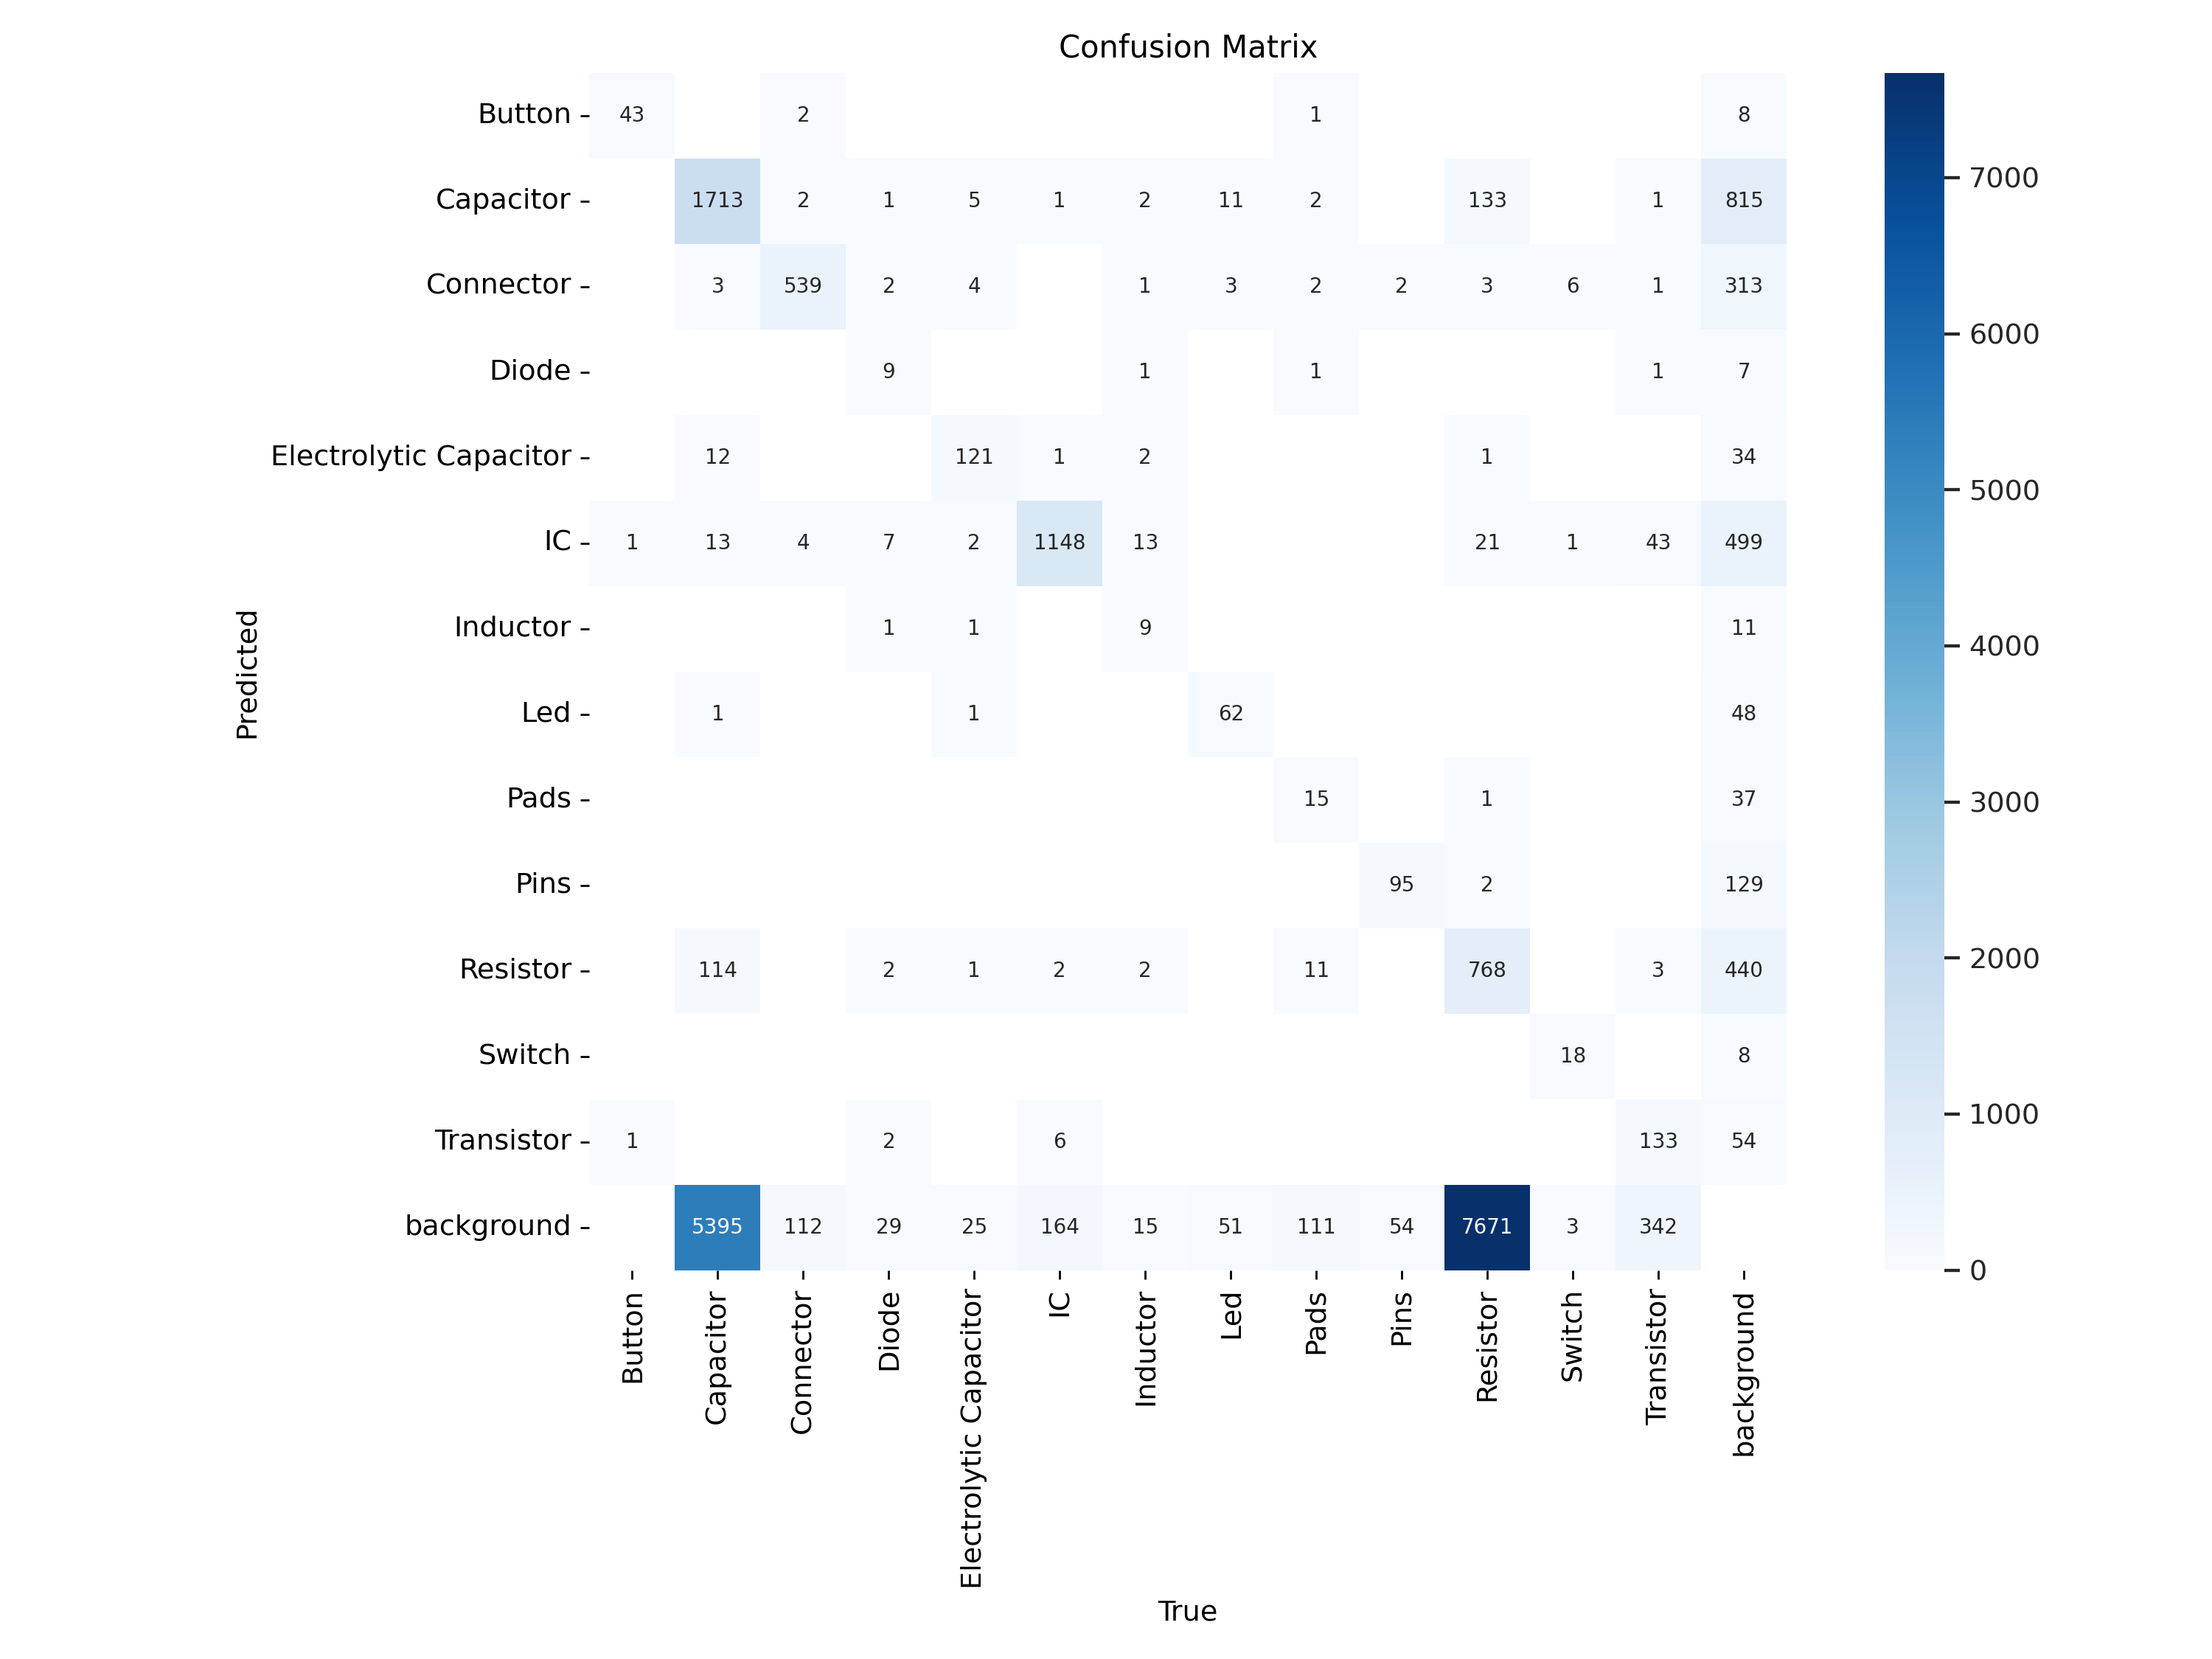 Confusion Matrix
Button 43 2 1 8
Capacitor 1713 2 1 5 1 2 11 2 133 1 815
Connector 3 539 2 4 1 3 2 2 3 6 1 313
Diode 9 1 1 1 7
Electrolytic Capacitor 12 121 1 2 1 34
IC 1 13 4 7 2 1148 13 21 1 43 499
Inductor 1 1 9 11
Led 1 1 62 48
Pads 15 1 37
Pins 95 2 129
Resistor 114 2 1 2 2 11 768 3 440
Switch 18 8
Transistor 1 2 6 133 54
background 5395 112 29 25 164 15 51 111 54 7671 3 342
Predicted
Button
Capacitor
Connector
Diode
Electrolytic Capacitor
IC
Inductor
Led
Pads
Pins
Resistor
Switch
Transistor
background
True
7000
6000
5000
4000
3000
2000
1000
0